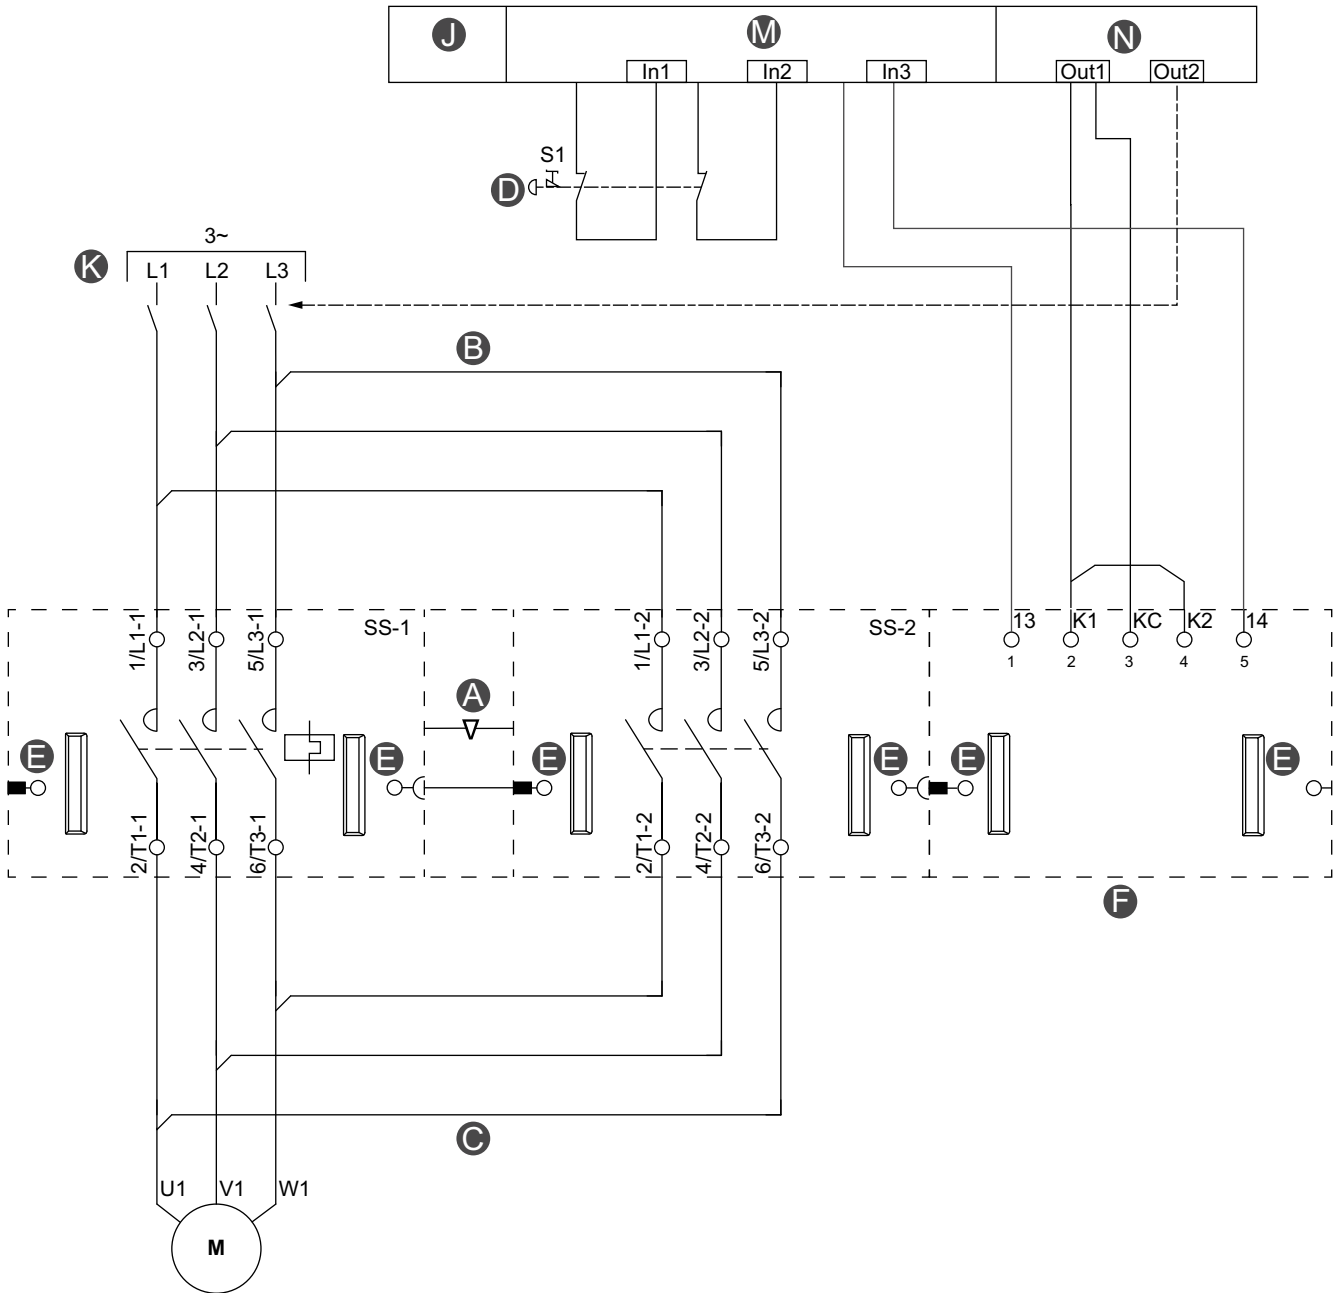 J
M
N
In1
In2
In3
Out1
Out2
S1
D
3~
K
L1
L2
L3
B
1/L1-1
3/L2-1
5/L3-1
SS-1
1/L1-2
3/L2-2
5/L3-2
SS-2
13
K1
KC
K2
14
1
2
3
4
5
A
E
E
E
E
E
E
2/T1-1
4/T2-1
6/T3-1
2/T1-2
4/T2-2
6/T3-2
F
C
U1
V1
W1
M